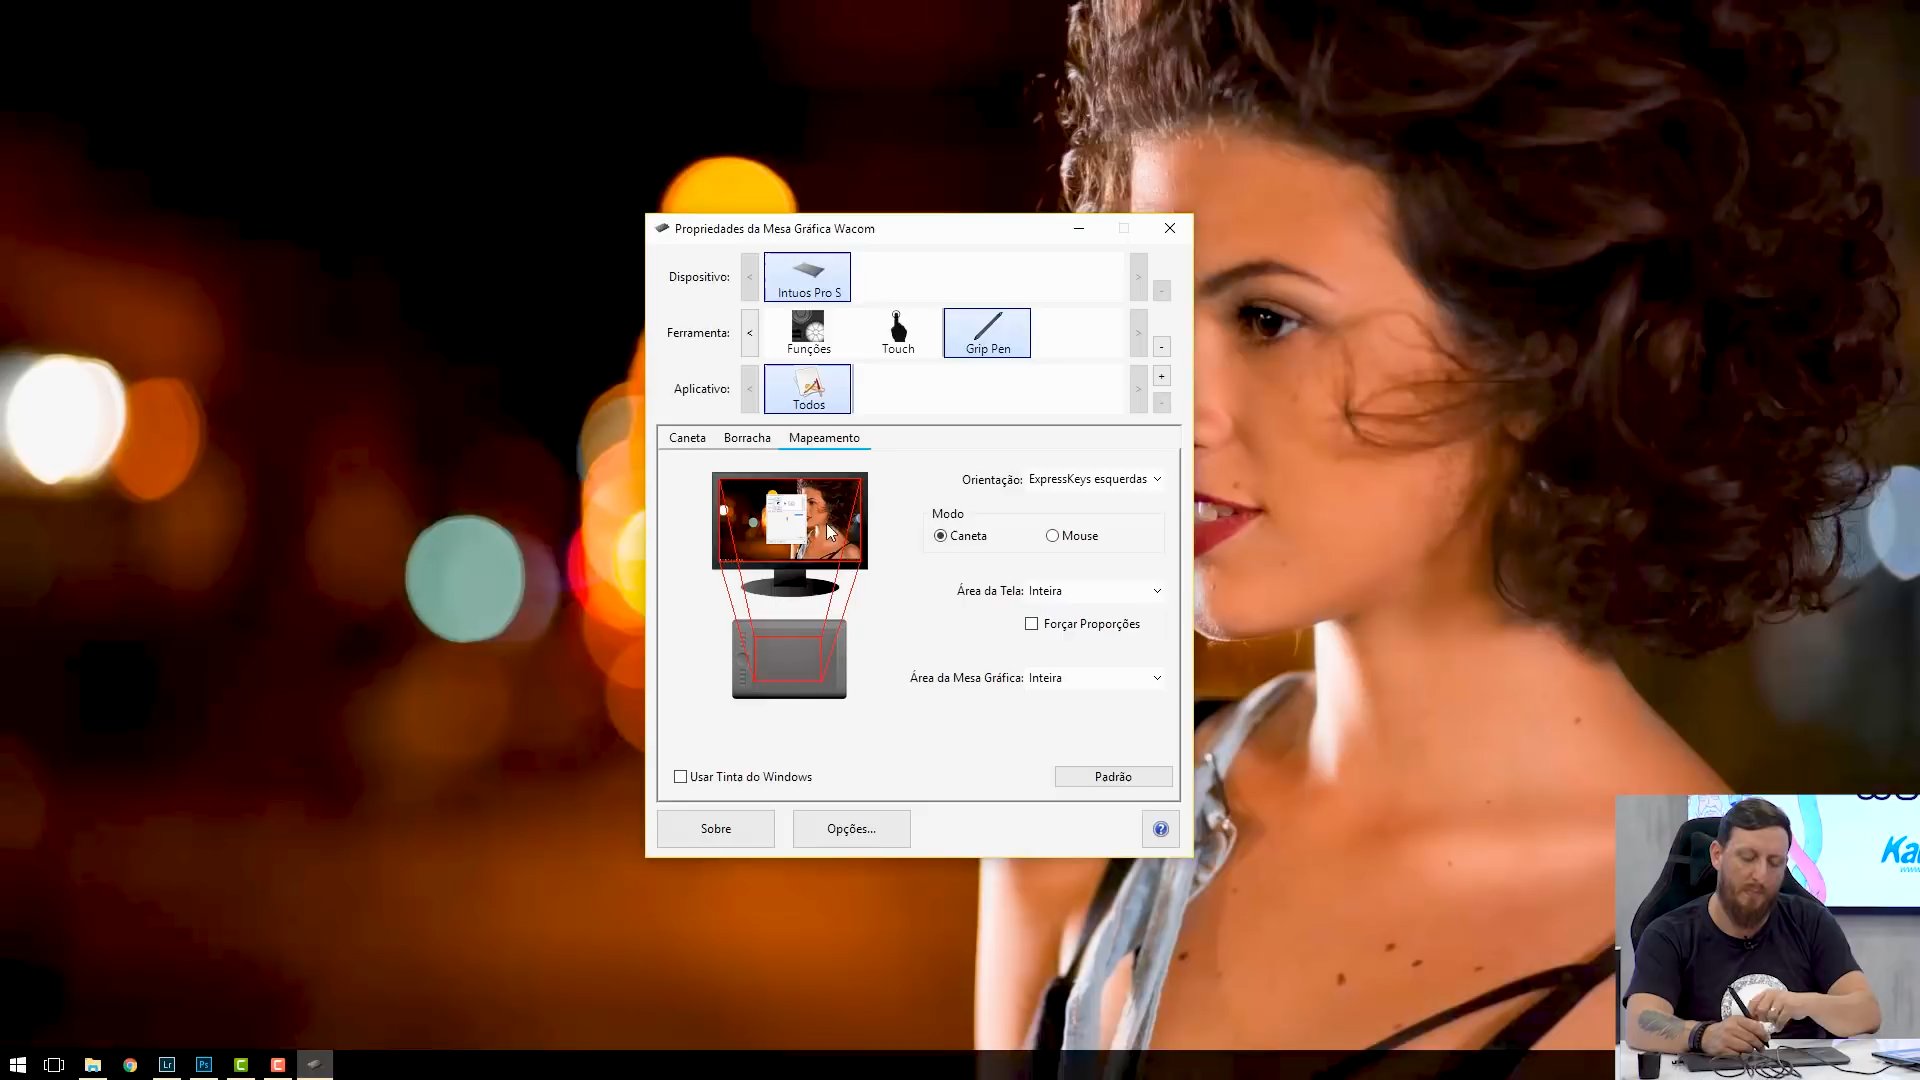 Propriedades da Mesa Gráfica Wacom
Dispositivo:
Intuos Pro S
Ferramenta:
Funções
Touch
Grip Pen
Aplicativo:
Todos
Caneta
Borracha
Mapeamento
Orientação: ExpressKeys esquerdas
Modo
Caneta
Mouse
Área da Tela: Inteira
Forçar Proporções
Área da Mesa Gráfica: Inteira
Usar Tinta do Windows
Padrão
Sobre
Opções...
Lr
Ps